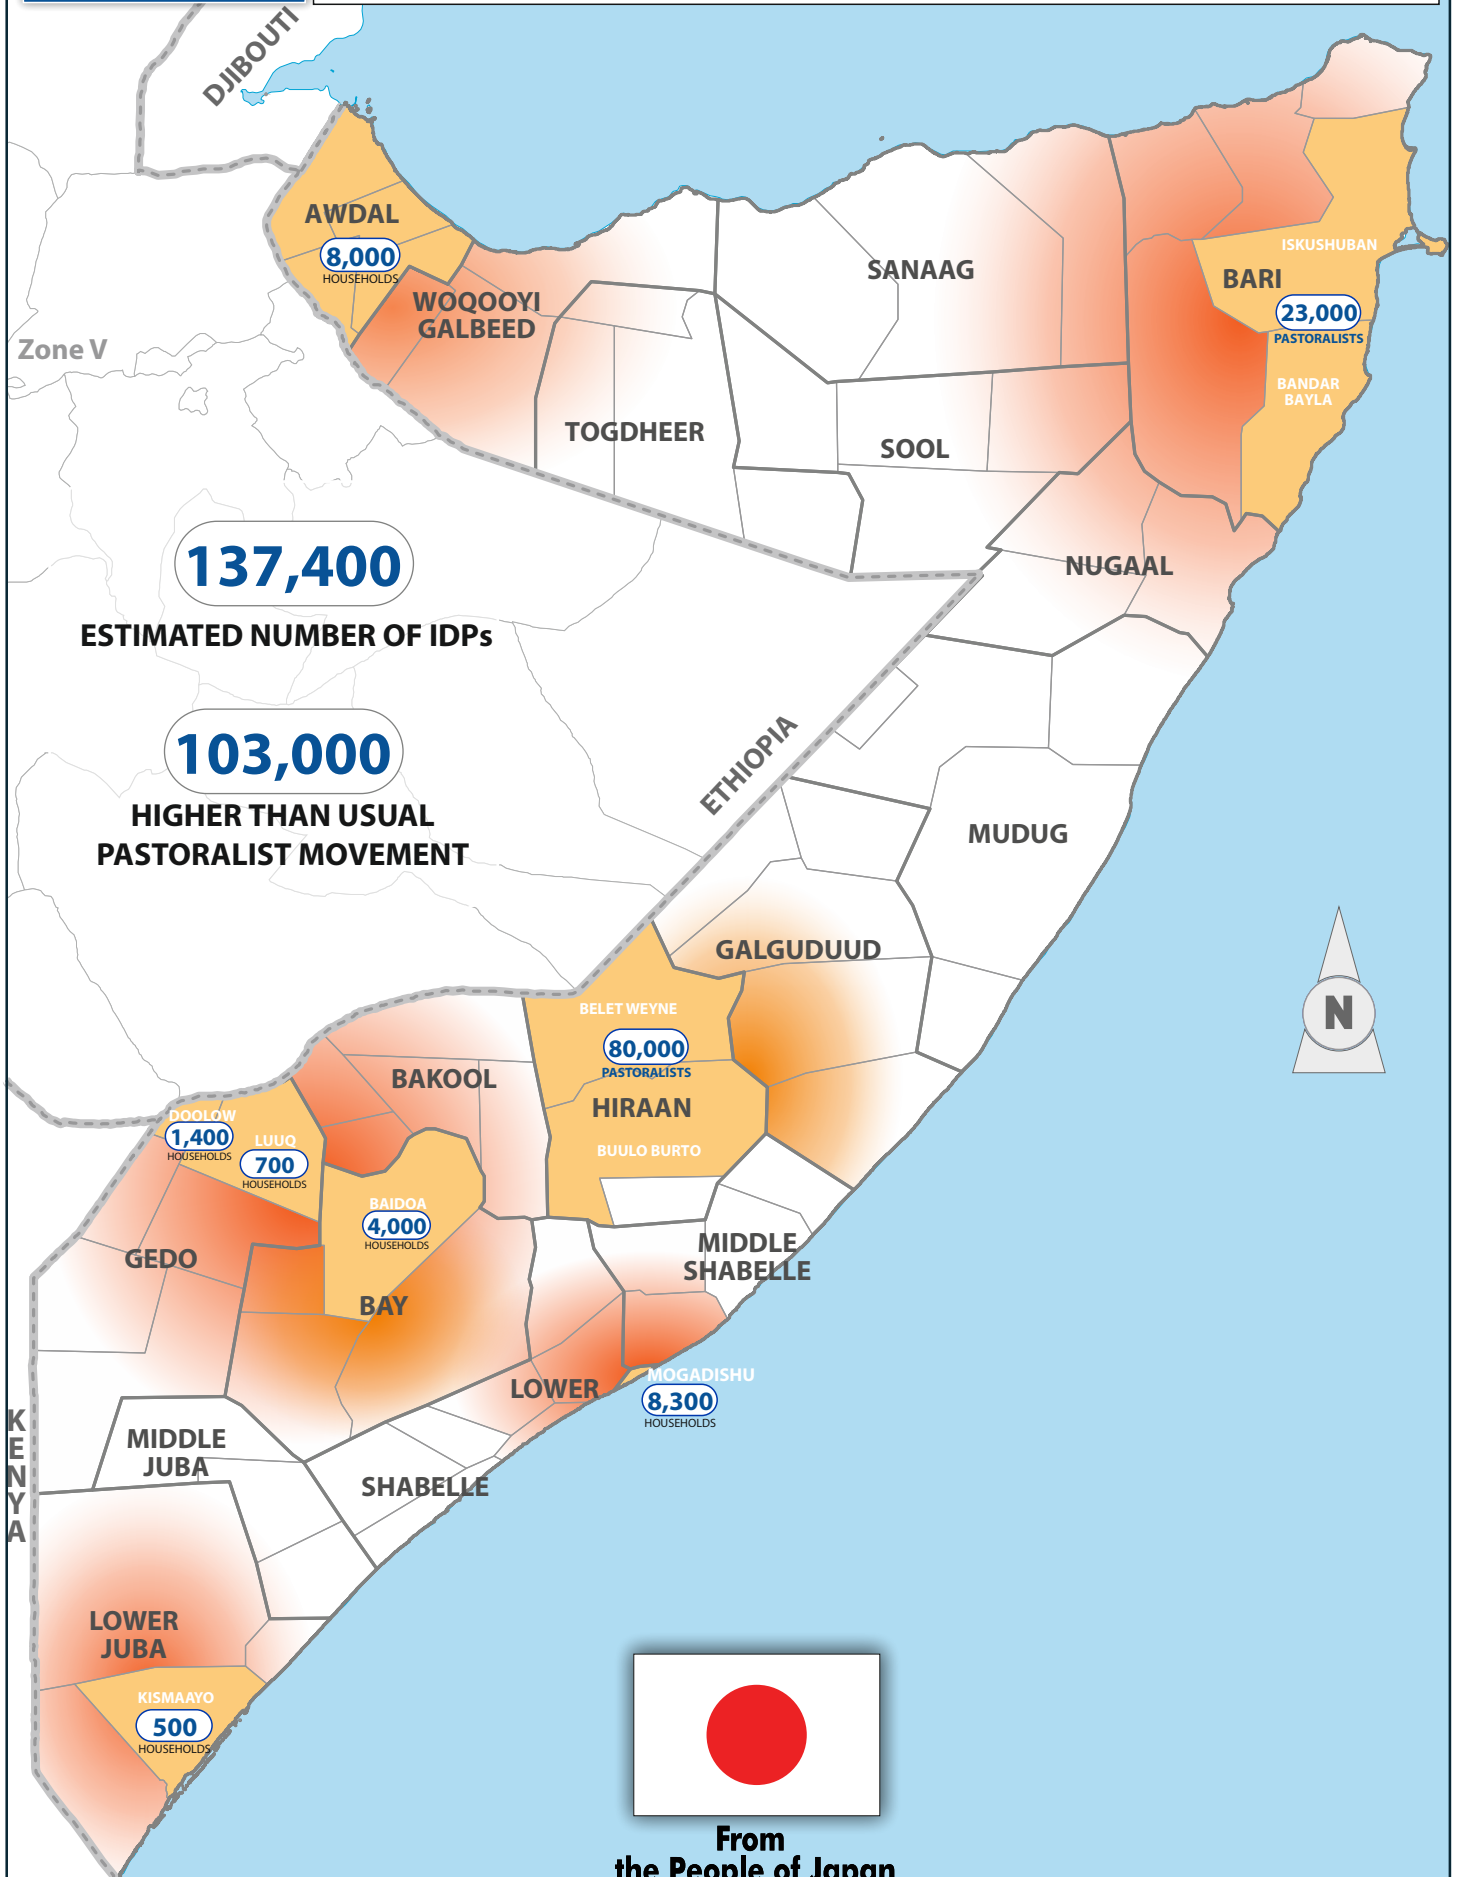 DJIBOUTI
AWDAL
8,000
HOUSEHOLDS
WOQOOYI
GALBEED
SANAAG
ISKUSHUBAN
BARI
23,000
PASTORALISTS
BANDAR
BAYLA
Zone V
TOGDHEER
SOOL
NUGAAL
137,400
ESTIMATED NUMBER OF IDPs
103,000
HIGHER THAN USUAL
PASTORALIST MOVEMENT
ETHIOPIA
MUDUG
GALGUDUUD
BELET WEYNE
80,000
PASTORALISTS
HIRAAN
BUULO BURTO
N
BAKOOL
DOOLOW
1,400
HOUSEHOLDS
LUUQ
700
HOUSEHOLDS
BAIDOA
4,000
HOUSEHOLDS
GEDO
BAY
MIDDLE
SHABELLE
MOGADISHU
8,300
HOUSEHOLDS
LOWER
SHABELLE
KENYA
MIDDLE
JUBA
LOWER
JUBA
KISMAAYO
500
HOUSEHOLDS
From
the People of Japan